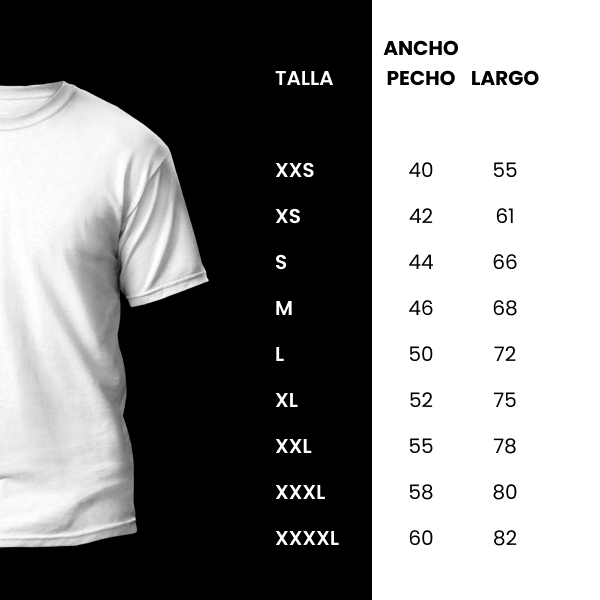 TALLA ANCHO PECHO LARGO
XXS 40 55
XS 42 61
S 44 66
M 46 68
L 50 72
XL 52 75
XXL 55 78
XXXL 58 80
XXXXL 60 82